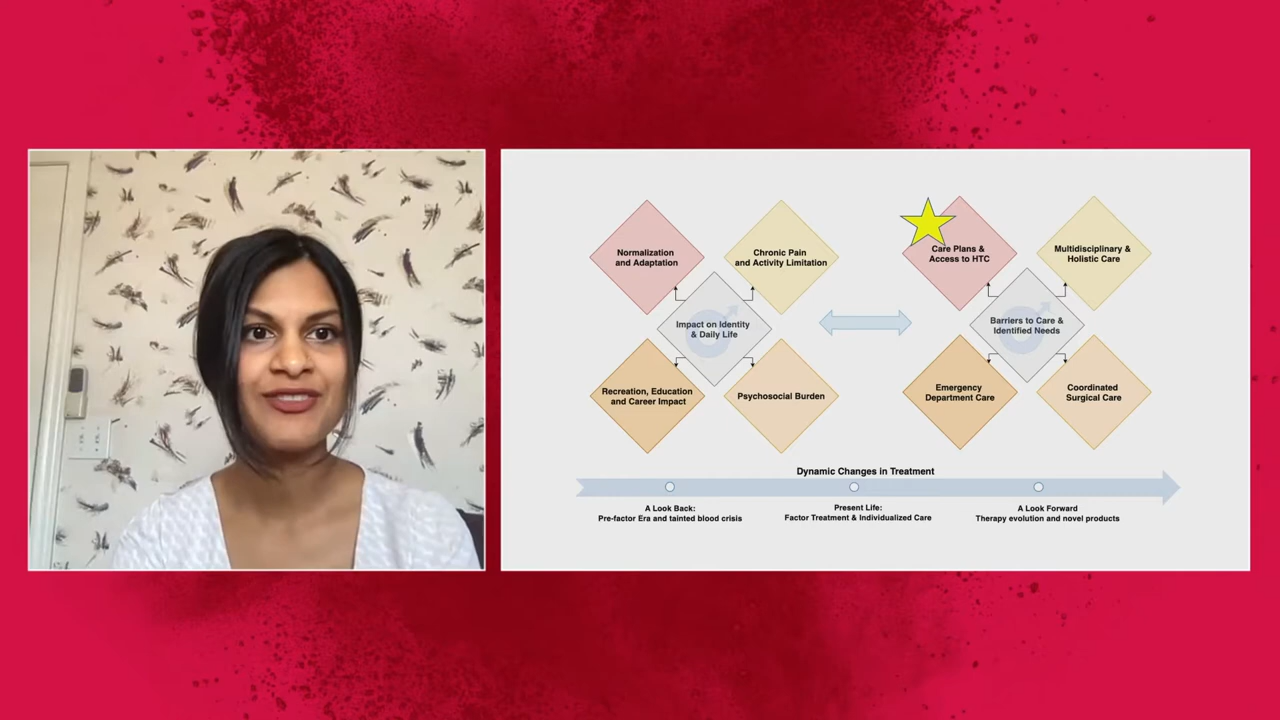 Normalization
and Adaptation
Chronic Pain
and Activity Limitation
Impact on Identity
& Daily Life
Recreation, Education
and Career Impact
Psychosocial Burden
Care Plans &
Access to HTC
Multidisciplinary &
Holistic Care
Barriers to Care &
Identified Needs
Emergency
Department Care
Coordinated
Surgical Care
Dynamic Changes in Treatment
A Look Back:
Pre-factor Era and tainted blood crisis
Present Life:
Factor Treatment & Individualized Care
A Look Forward
Therapy evolution and novel products